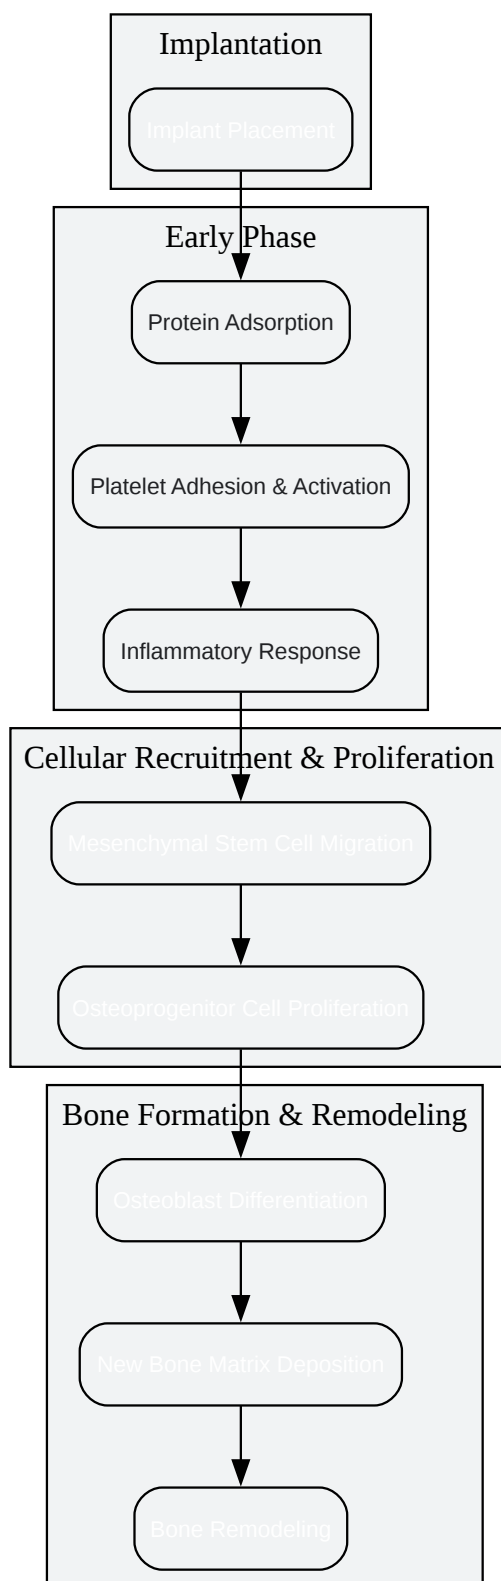 Implantation
Implant Placement
Early Phase
Protein Adsorption
Platelet Adhesion & Activation
Inflammatory Response
Cellular Recruitment & Proliferation
Mesenchymal Stem Cell Migration
Osteoprogenitor Cell Proliferation
Bone Formation & Remodeling
Osteoblast Differentiation
New Bone Matrix Deposition
Bone Remodeling